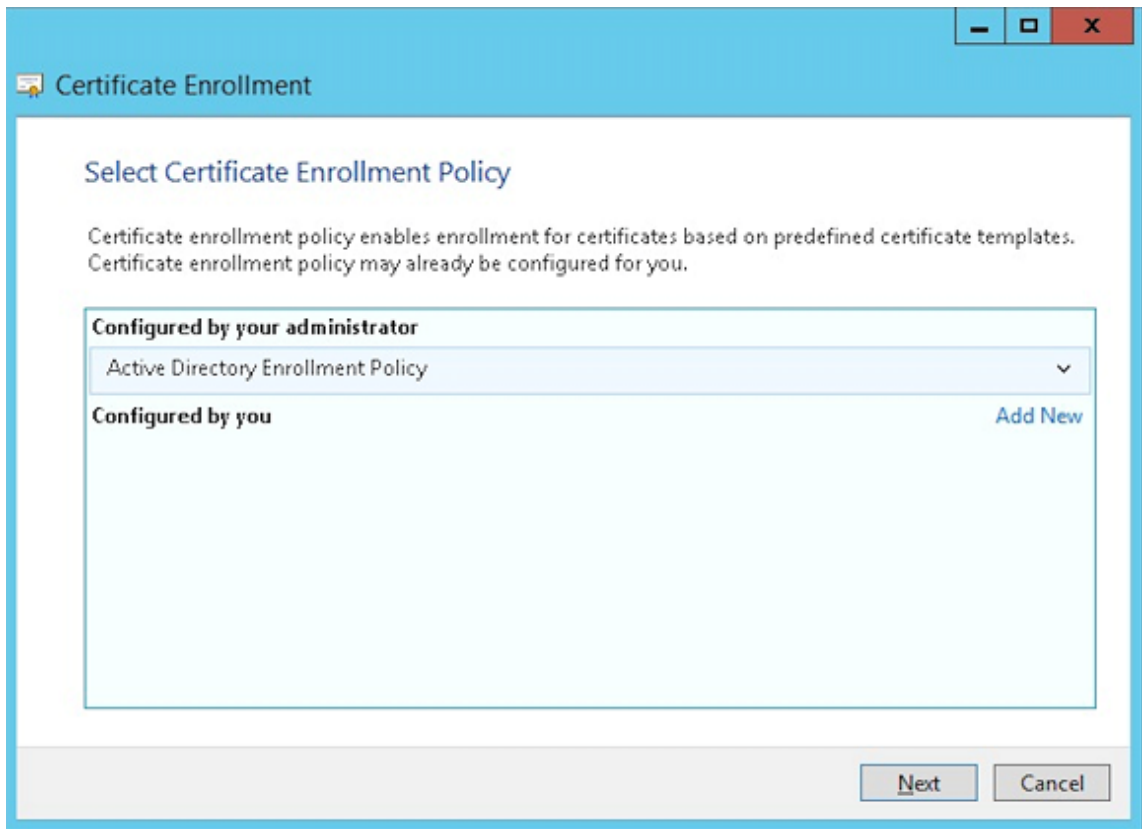 Certificate Enrollment
Select Certificate Enrollment Policy
Certificate enrollment policy enables enrollment for certificates based on predefined certificate templates.
Certificate enrollment policy may already be configured for you.
Configured by your administrator
Active Directory Enrollment Policy
Configured by you
Add New
Next
Cancel